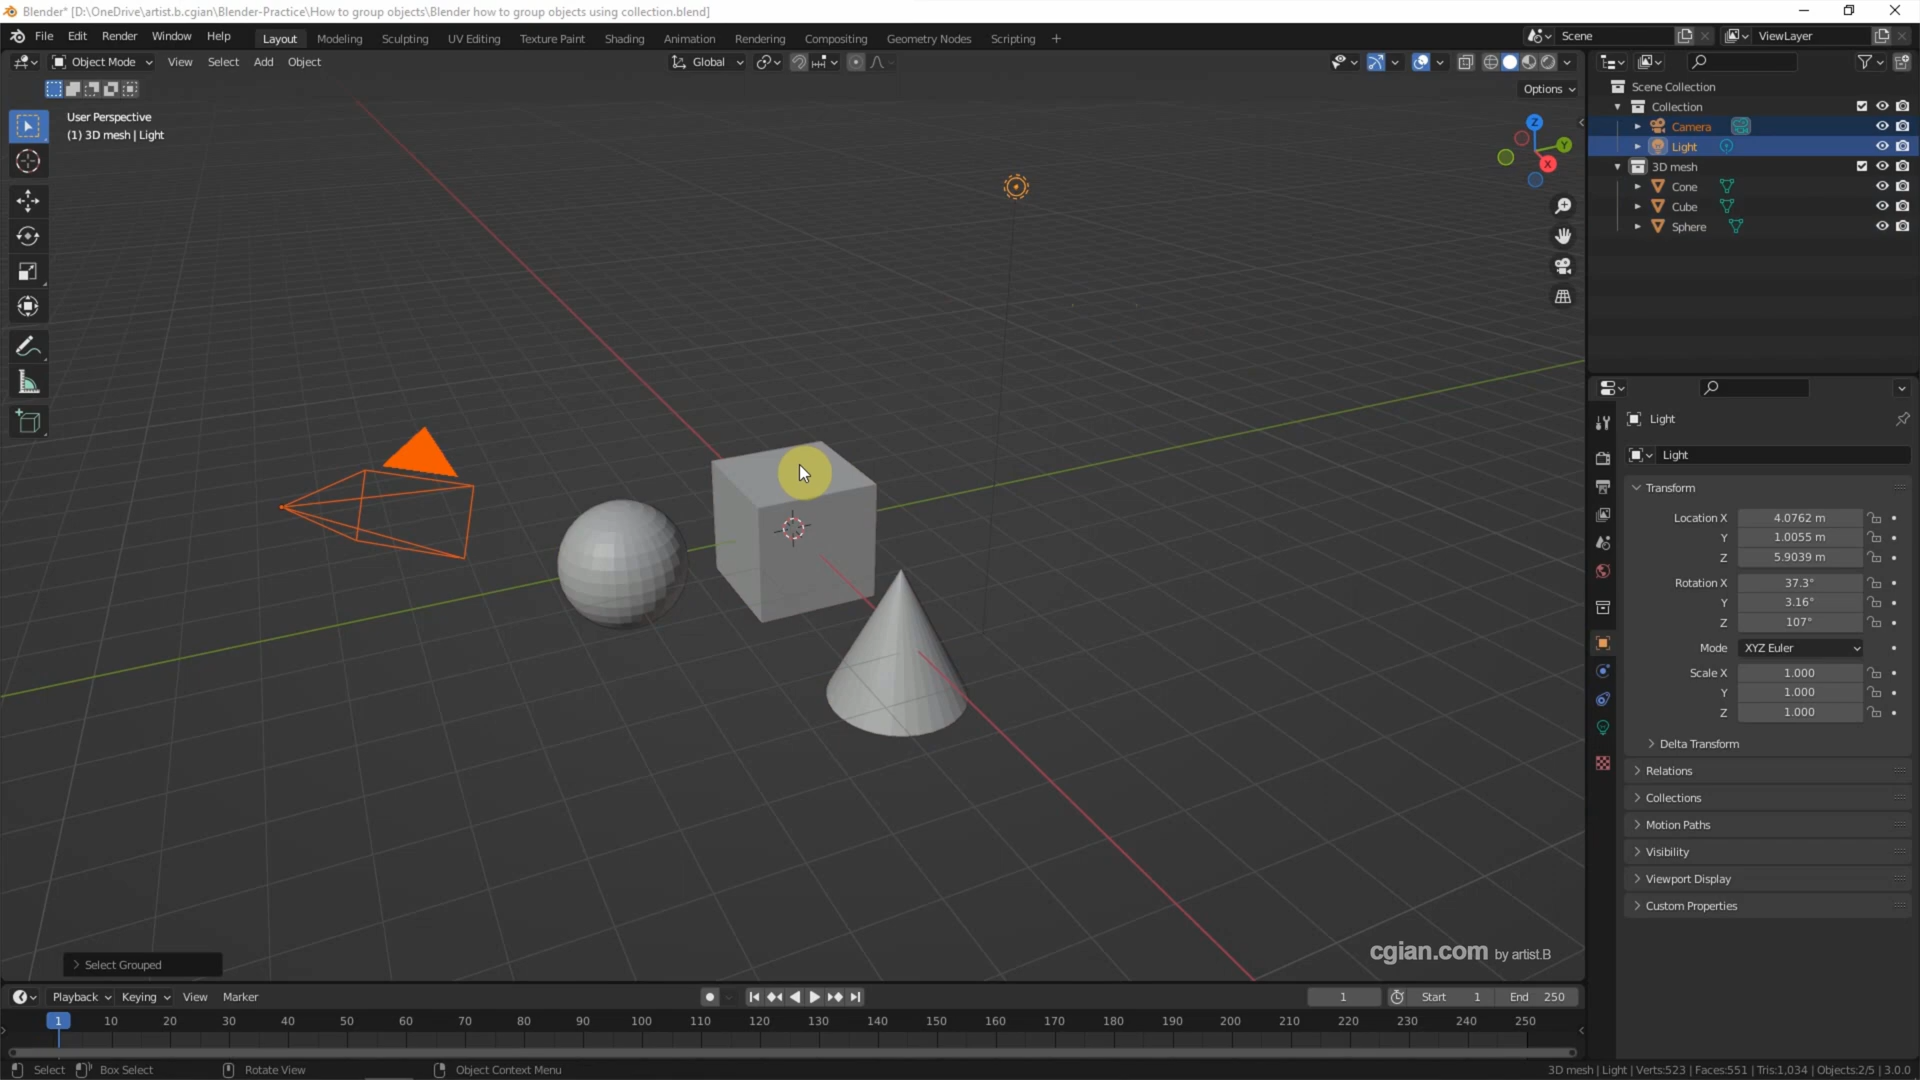 Blender* [D:\OneDrive\artist.b.cgian\Blender-Practice\How to group objects\Blender how to group objects using collection.blend]
File Edit Render Window Help Layout Modeling Sculpting UV Editing Texture Paint Shading Animation Rendering Compositing Geometry Nodes Scripting + Scene ViewLayer
Object Mode View Select Add Object Global
Options
User Perspective
(1) 3D mesh | Light
Z
Y
X
Scene Collection
Collection
Camera
Light
3D mesh
Cone
Cube
Sphere
Light
Light
Transform
Location X 4.0762 m
Y 1.0055 m
Z 5.9039 m
Rotation X 37.3°
Y 3.16°
Z 107°
Mode XYZ Euler
Scale X 1.000
Y 1.000
Z 1.000
Delta Transform
Relations
Collections
Motion Paths
Visibility
Viewport Display
Custom Properties
cgian.com by artist.B
Select Grouped
Playback Keying View Marker 1 Start 1 End 250
1 10 20 30 40 50 60 70 80 90 100 110 120 130 140 150 160 170 180 190 200 210 220 230 240 250
Select Box Select Rotate View Object Context Menu 3D mesh | Light | Verts:523 | Faces:551 | Tris:1,034 | Objects:2/5 | 3.0.0